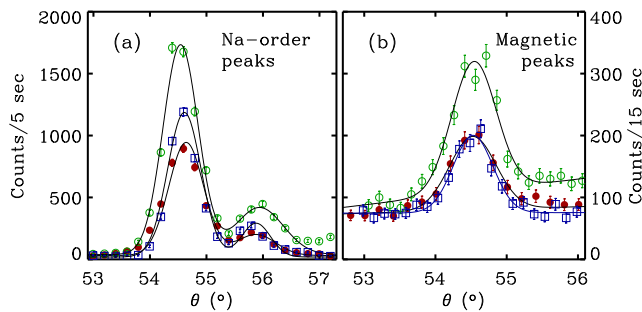 (a) Na-order peaks
(b) Magnetic peaks
Counts/5 sec
2000
1500
1000
500
0
53 54 55 56 57
θ (°)
400
300
200
100
0
Counts/15 sec
53 54 55 56
θ (°)